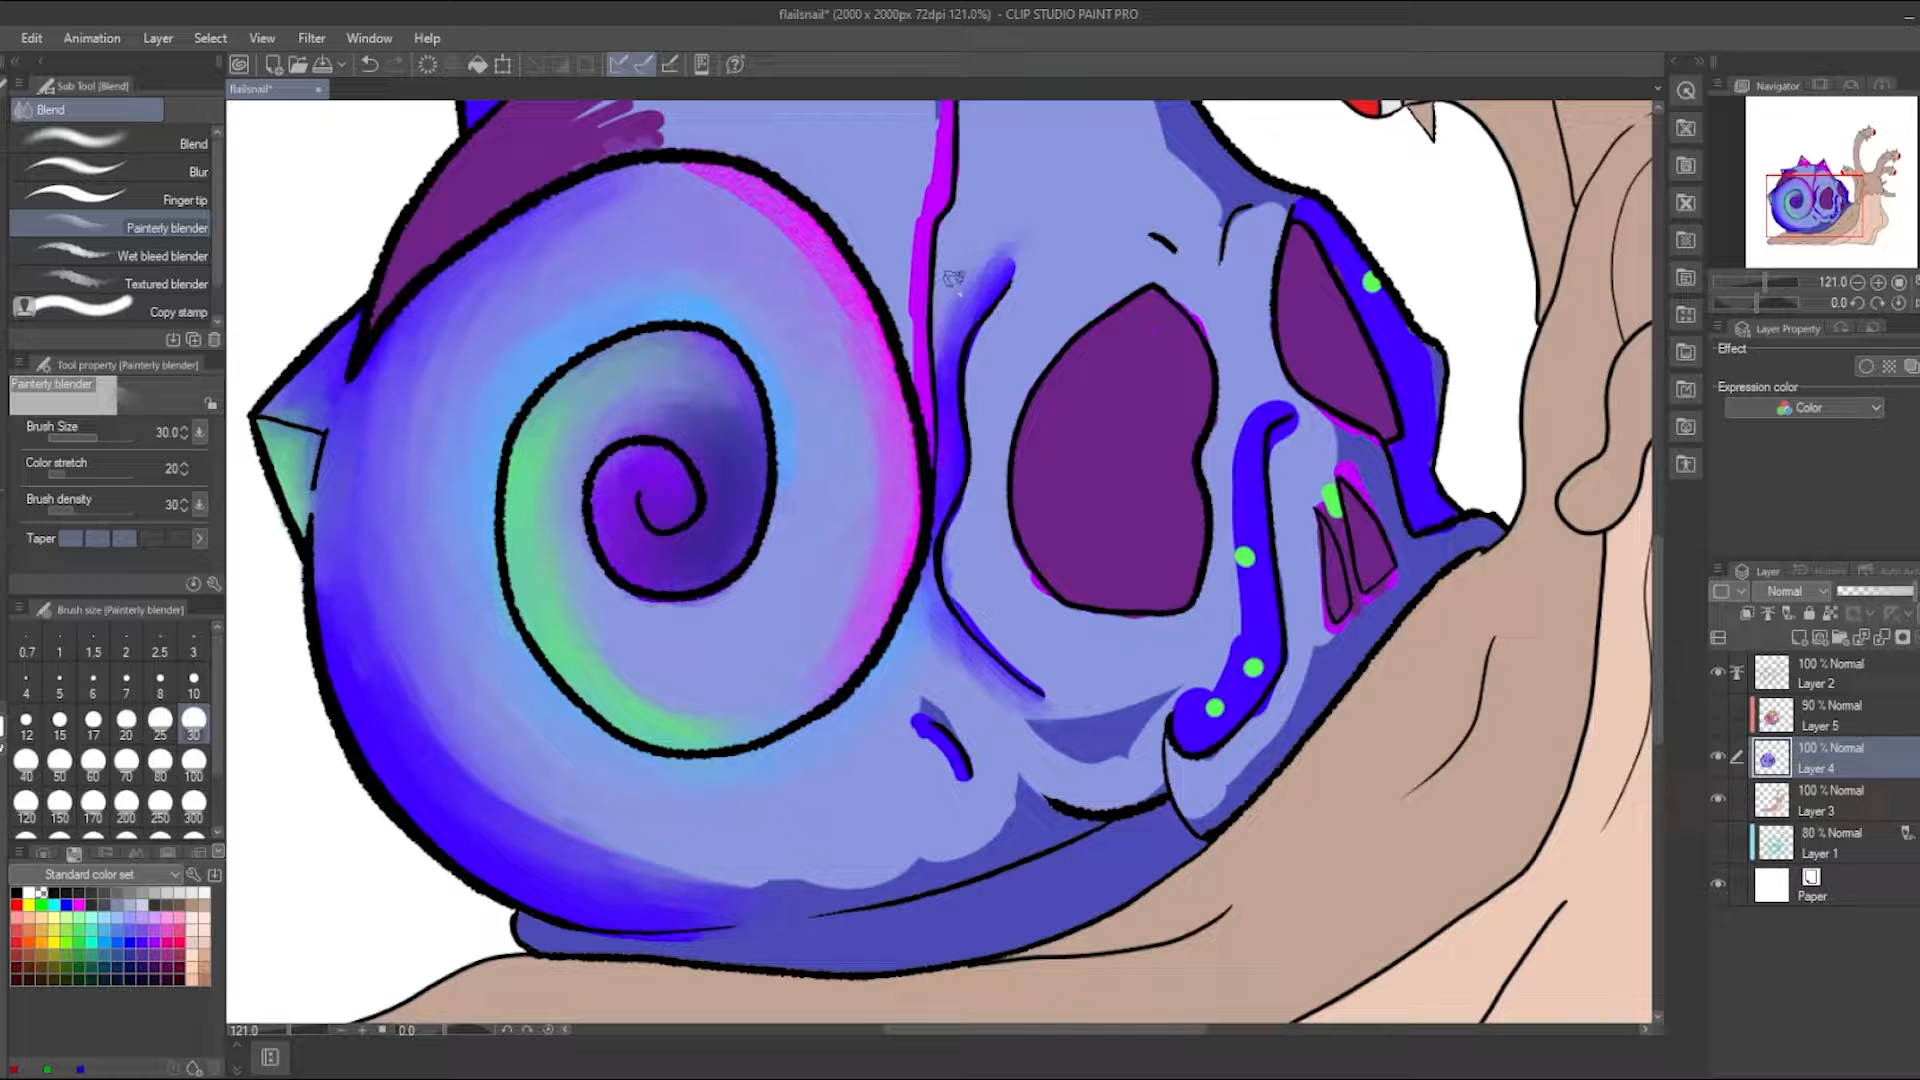 flailsnail* (2000 x 2000px 72dpi 121.0%) - CLIP STUDIO PAINT PRO
Edit Animation Layer Select View Filter Window Help
Sub Tool [Blend]
Blend
flailsnail*
Blend
Blur
Finger tip
Painterly blender
Wet bleed blender
Textured blender
Copy stamp
Tool property [Painterly blender]
Painterly blender
Brush Size 30.0
Color stretch 20
Brush density 30
Taper
Brush size [Painterly blender]
0.7 1 1.5 2 2.5 3
4 5 6 7 8 10
12 15 17 20 25 30
40 50 60 70 80 100
120 150 170 200 250 300
Standard color set
121.0 0.0
Navigator
121.0
0.0
Layer Property
Effect
Expression color
Color
Layer
Normal
100 % Normal
Layer 2
90 % Normal
Layer 5
100 % Normal
Layer 4
100 % Normal
Layer 3
80 % Normal
Layer 1
Paper